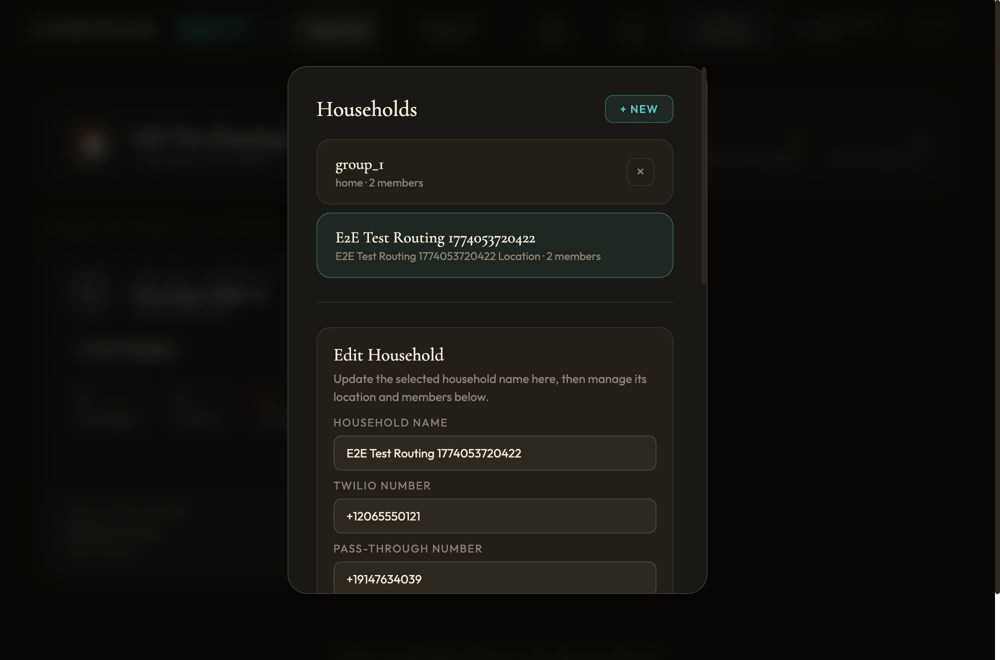 Households
+ NEW
group_1
home · 2 members
×
E2E Test Routing 1774053720422
E2E Test Routing 1774053720422 Location · 2 members
Edit Household
Update the selected household name here, then manage its
location and members below.
HOUSEHOLD NAME
E2E Test Routing 1774053720422
TWILIO NUMBER
+12065550121
PASS-THROUGH NUMBER
+19147634039